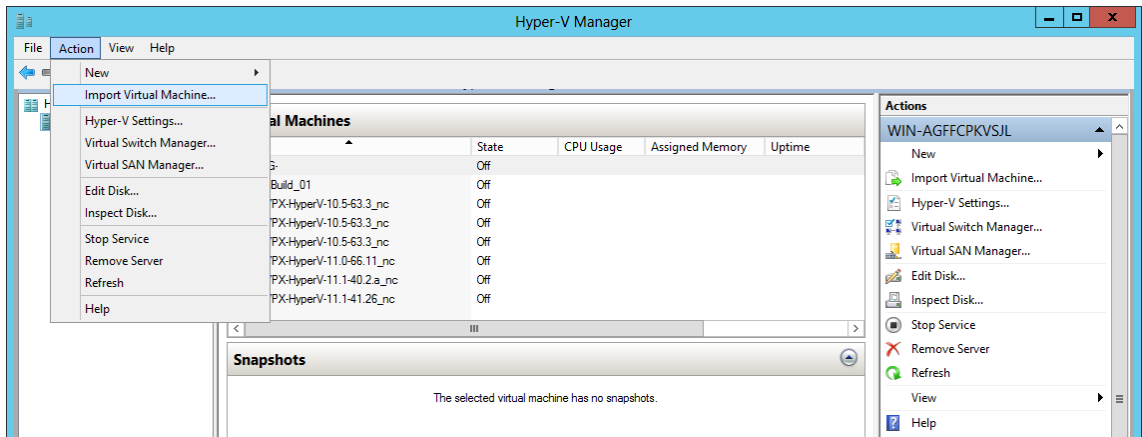 Hyper-V Manager
File Action View Help
New
Import Virtual Machine...
Hyper-V Settings...
Virtual Switch Manager...
Virtual SAN Manager...
Edit Disk...
Inspect Disk...
Stop Service
Remove Server
Refresh
Help
H
al Machines
State CPU Usage Assigned Memory Uptime
G- Off
Build_01 Off
PX-HyperV-10.5-63.3_nc Off
PX-HyperV-10.5-63.3_nc Off
PX-HyperV-10.5-63.3_nc Off
PX-HyperV-11.0-66.11_nc Off
PX-HyperV-11.1-40.2.a_nc Off
PX-HyperV-11.1-41.26_nc Off
Snapshots
The selected virtual machine has no snapshots.
Actions
WIN-AGFFCPKVSJL
New
Import Virtual Machine...
Hyper-V Settings...
Virtual Switch Manager...
Virtual SAN Manager...
Edit Disk...
Inspect Disk...
Stop Service
Remove Server
Refresh
View
Help